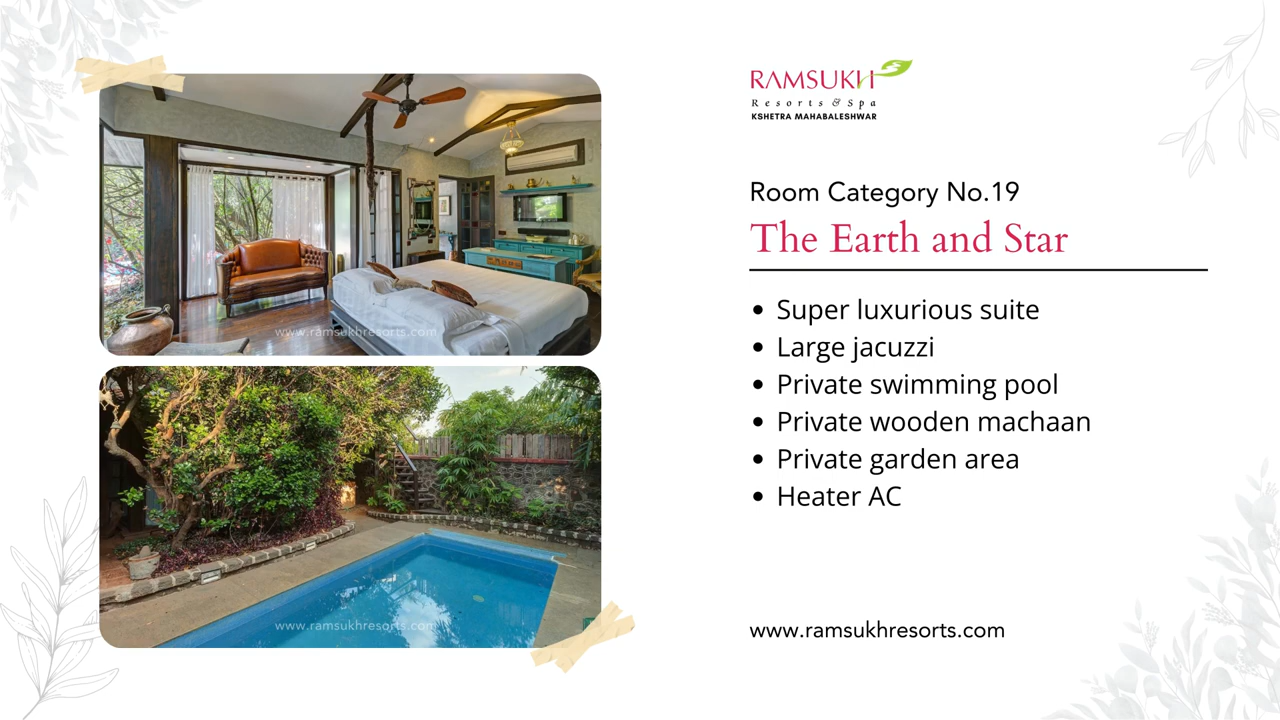 RAMSUKH
Resorts & Spa
KSHETRA MAHABALESHWAR
Room Category No.19
The Earth and Star
Super luxurious suite
Large jacuzzi
Private swimming pool
Private wooden machaan
Private garden area
Heater AC
www.ramsukhresorts.com
www.ramsukhresorts.com
www.ramsukhresorts.com